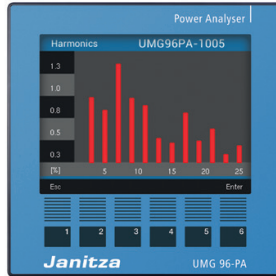 Power Analyser
Harmonics UMG96PA-1005
1.3
1.0
0.8
0.5
0.3
[%] 5 10 15 20 25
Esc Enter
1 2 3 4 5 6
Janitza UMG 96-PA